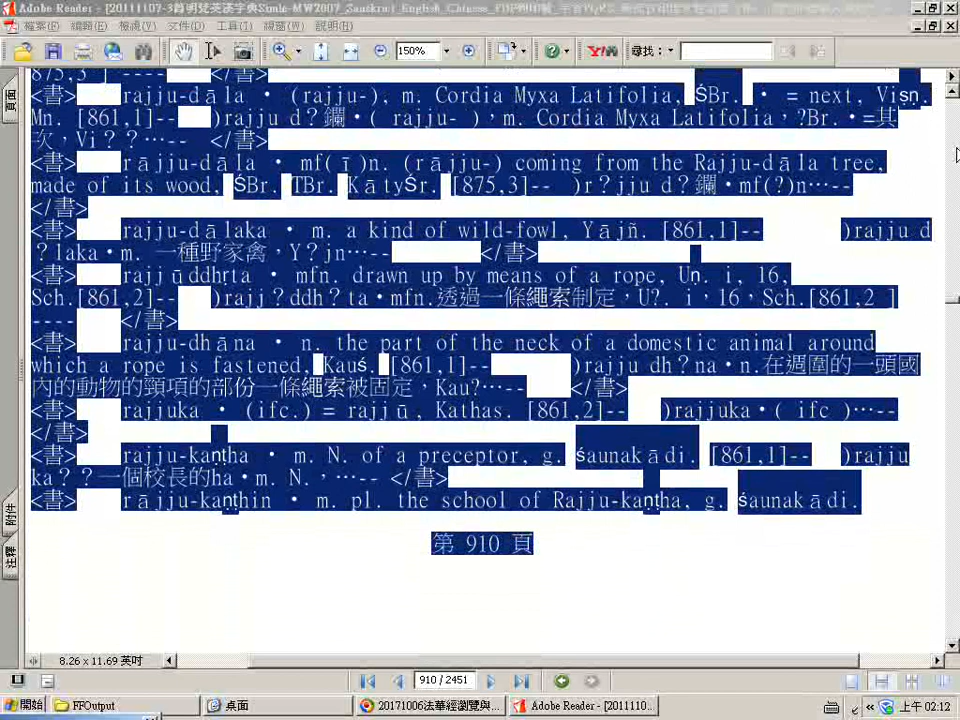 Adobe Reader - [20111107-3篩明兒英漢字典Simle-MW2007
檔案(F) 編輯(E) 檢視(V) 文件(D) 工具(T) 視窗(W) 說明(H)
150% 尋找:
875,3 ]---- </書>
<書> rajju-dāla • (rajju-), m. Cordia Myxa Latifolia, ŚBr. • = next, Viṣṇ.
Mn. [861,1]-- )rajju d?鑭•( rajju- )，m. Cordia Myxa Latifolia，?Br.•=其
次，Vi??…-- </書>
<書> rājju-dāla • mf(ī)n. (rājju-) coming from the Rajju-dāla tree,
made of its wood, ŚBr. TBr. KātyŚr. [875,3]-- )r?jju d?鑭•mf(?)n…--
</書>
<書> rajju-dālaka • m. a kind of wild-fowl, Yājñ. [861,1]-- )rajju d
?laka•m. 一種野家禽，Y?jn…-- </書>
<書> rajjūddhṛta • mfn. drawn up by means of a rope, Uṇ. i, 16,
Sch.[861,2]-- )rajj?ddh?ta•mfn.透過一條繩索制定，U?. i，16，Sch.[861,2 ]
---- </書>
<書> rajju-dhāna • n. the part of the neck of a domestic animal around
which a rope is fastened, Kauś. [861,1]-- )rajju dh?na•n.在週圍的一頭國
內的動物的頸項的部份一條繩索被固定，Kau?…-- </書>
<書> rajjuka • (ifc.) = rajjū, Kathas. [861,2]-- )rajjuka•( ifc )…--
</書>
<書> rajju-kaṇṭha • m. N. of a preceptor, g. śaunakādi. [861,1]-- )rajju
ka??一個校長的ha•m. N.，…-- </書>
<書> rājju-kaṇṭhin • m. pl. the school of Rajju-kaṇṭha, g. śaunakādi.
第 910 頁
頁面
附件
注釋
8.26 x 11.69 英吋
910 / 2451
開始 FFOutput 桌面 20171006法華經瀏覽與... Adobe Reader - [2011110... 上午 02:12